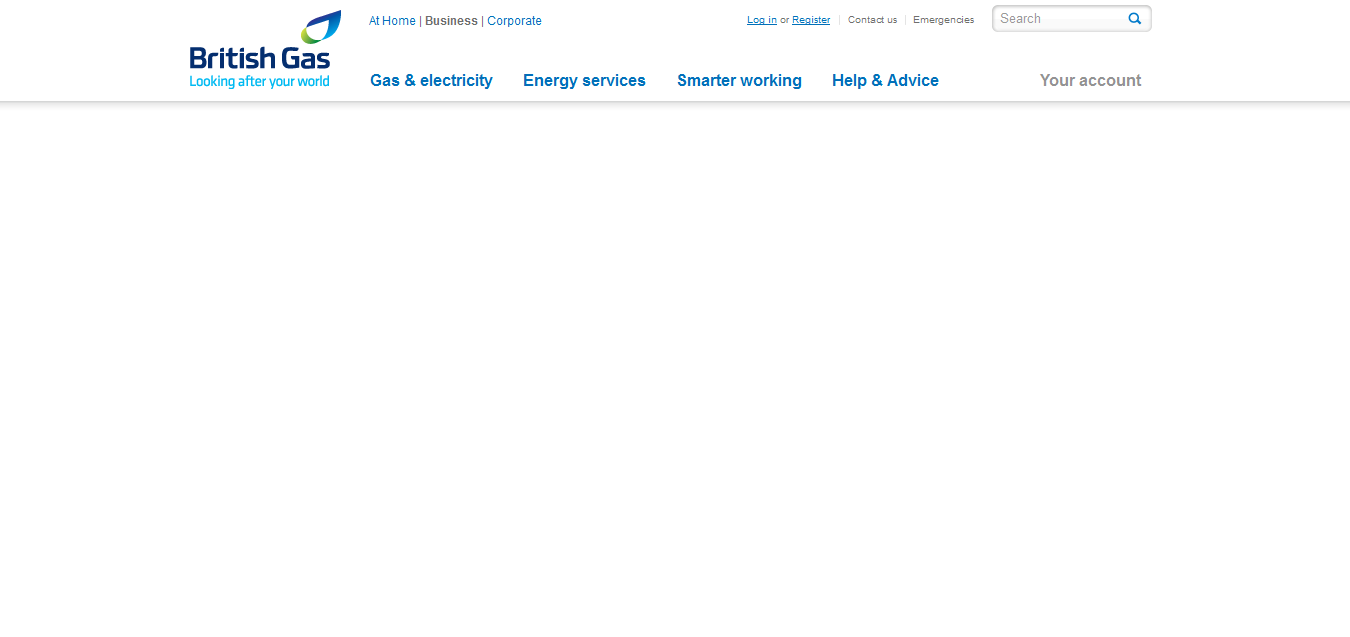 At Home | Business | Corporate
Log in or Register
Contact us
Emergencies
Search
British Gas
Looking after your world
Gas & electricity
Energy services
Smarter working
Help & Advice
Your account